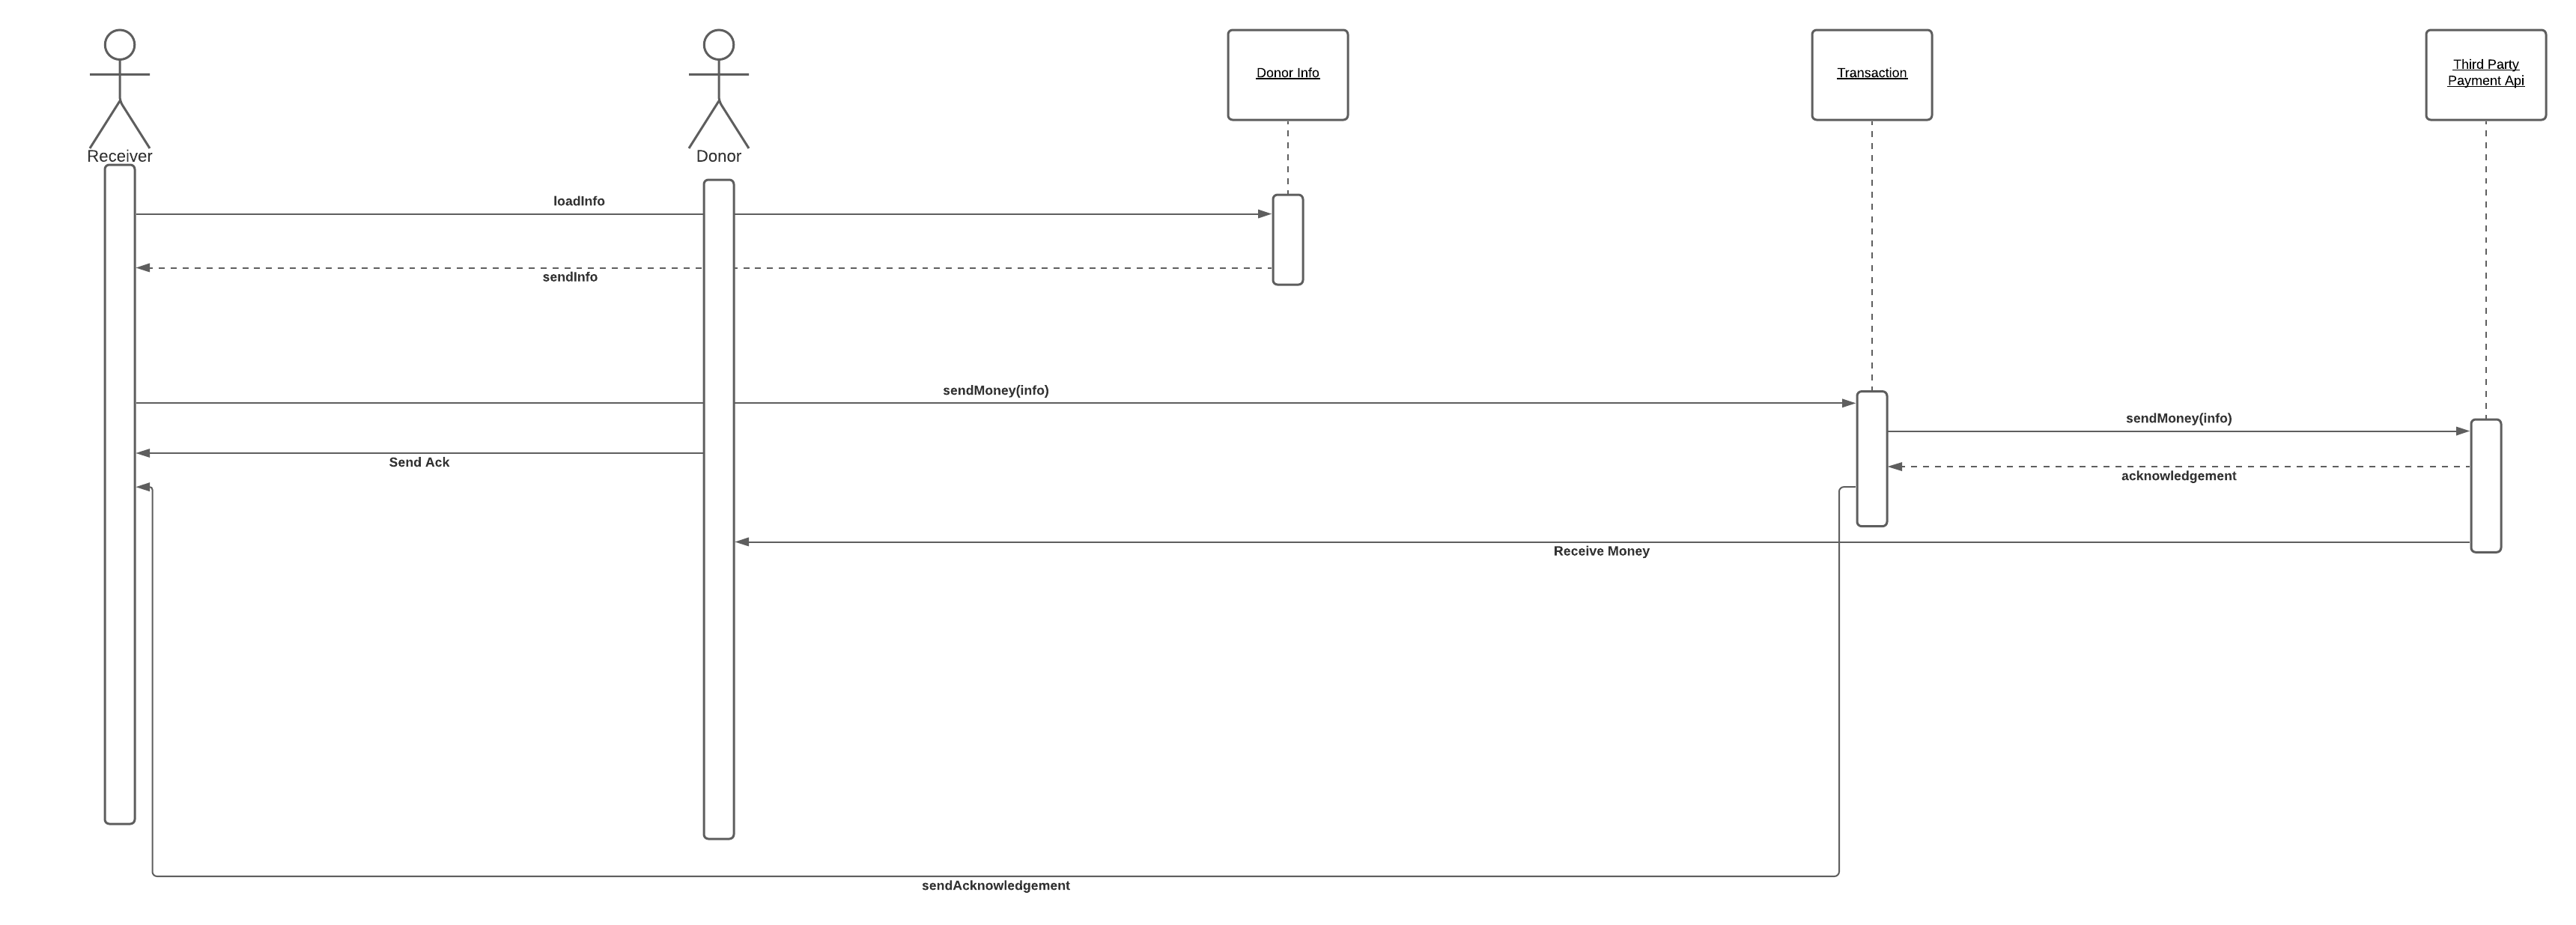 Receiver
Donor
Donor Info
Transaction
Third Party
Payment Api
loadInfo
sendInfo
sendMoney(info)
sendMoney(info)
Send Ack
acknowledgement
Receive Money
sendAcknowledgement